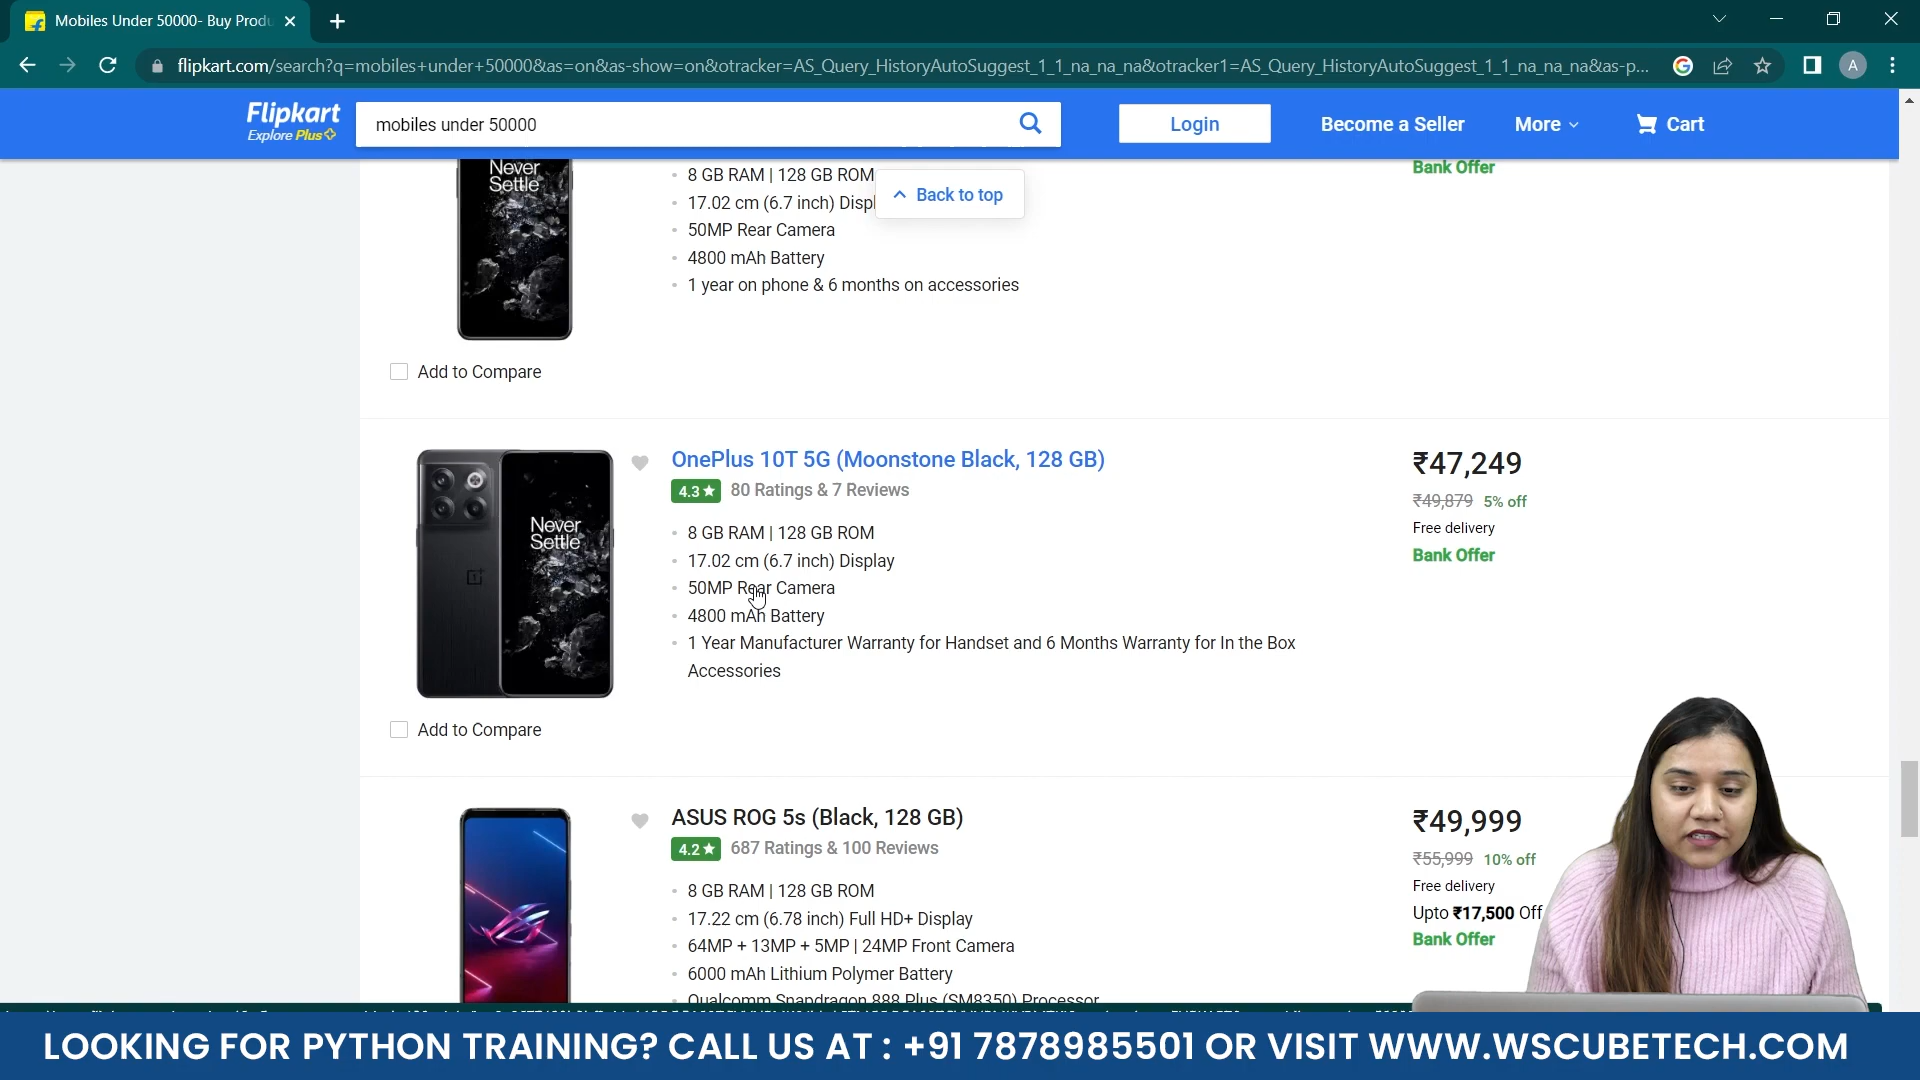 Mobiles Under 50000- Buy Produ
flipkart.com/search?q=mobiles+under+50000&as=on&as-show=on&otracker=AS_Query_HistoryAutoSuggest_1_1_na_na_na&otracker1=AS_Query_HistoryAutoSuggest_1_1_na_na_na&as-p...
A
Flipkart
Explore Plus
mobiles under 50000
Login
Become a Seller
More
Cart
Never
Settle
8 GB RAM | 128 GB ROM
17.02 cm (6.7 inch) Displ
50MP Rear Camera
4800 mAh Battery
1 year on phone & 6 months on accessories
Bank Offer
Back to top
Add to Compare
Never
Settle
OnePlus 10T 5G (Moonstone Black, 128 GB)
4.3★ 80 Ratings & 7 Reviews
8 GB RAM | 128 GB ROM
17.02 cm (6.7 inch) Display
50MP Rear Camera
4800 mAh Battery
1 Year Manufacturer Warranty for Handset and 6 Months Warranty for In the Box
Accessories
₹47,249
₹49,879 5% off
Free delivery
Bank Offer
Add to Compare
ASUS ROG 5s (Black, 128 GB)
4.2★ 687 Ratings & 100 Reviews
8 GB RAM | 128 GB ROM
17.22 cm (6.78 inch) Full HD+ Display
64MP + 13MP + 5MP | 24MP Front Camera
6000 mAh Lithium Polymer Battery
Qualcomm Snapdragon 888 Plus (SM8350) Processor
₹49,999
₹55,999 10% off
Free delivery
Upto ₹17,500 Off
Bank Offer
LOOKING FOR PYTHON TRAINING? CALL US AT : +91 7878985501 OR VISIT WWW.WSCUBETECH.COM